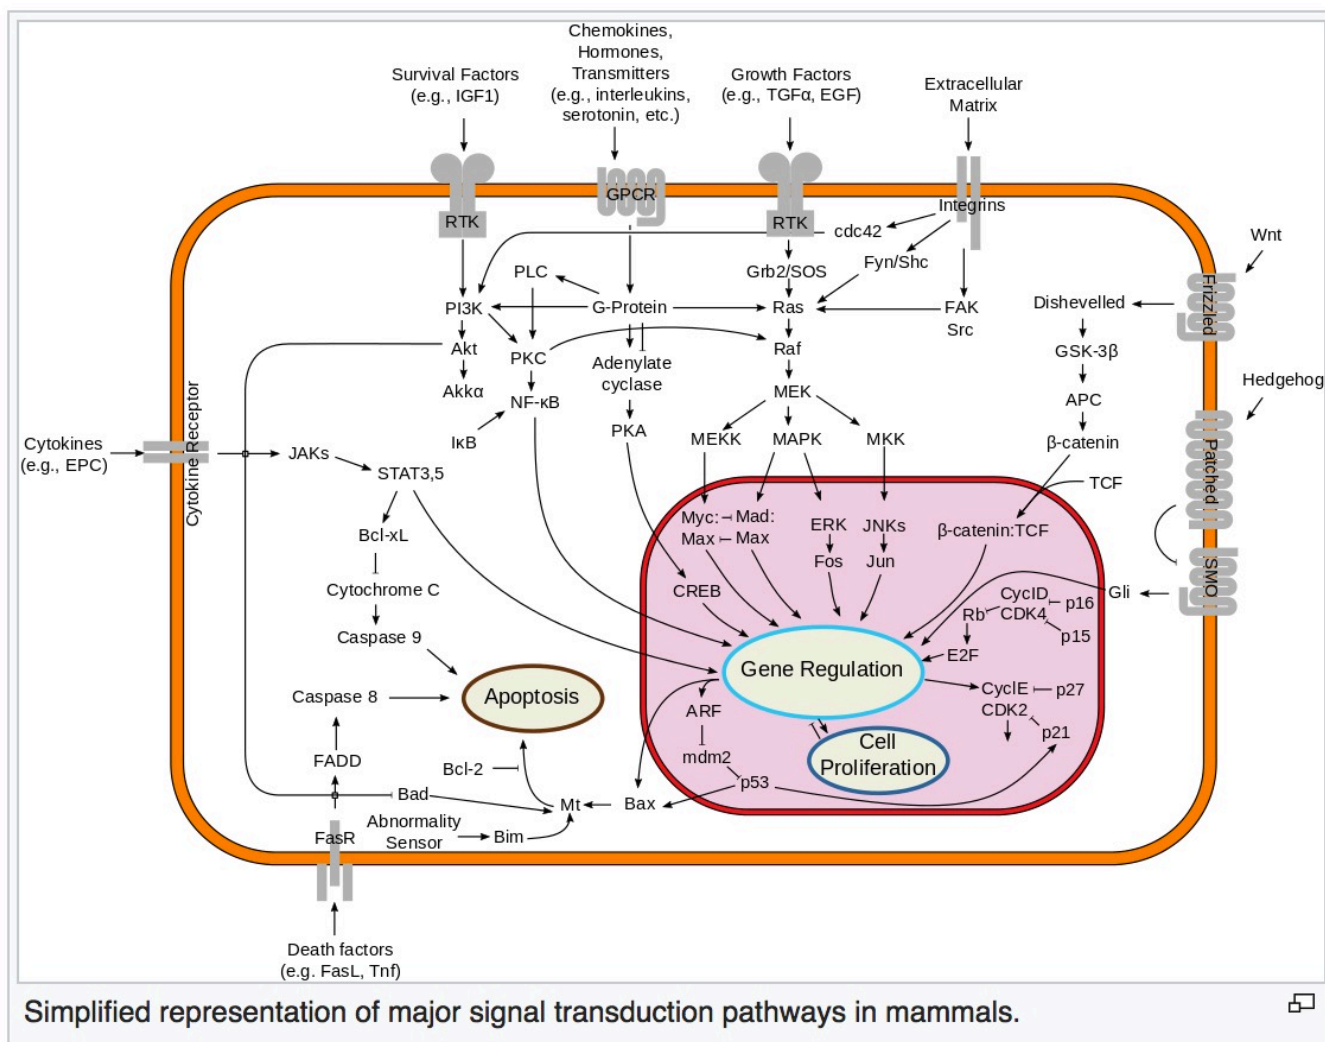 Chemokines,
Hormones,
Transmitters
(e.g., interleukins,
serotonin, etc.)
Survival Factors
(e.g., IGF1)
Growth Factors
(e.g., TGFα, EGF)
Extracellular
Matrix
RTK
GPCR
RTK
Integrins
cdc42
Fyn/Shc
Wnt
Frizzled
PLC
Grb2/SOS
PI3K
G-Protein
Ras
FAK
Src
Dishevelled
Akt
PKC
Adenylate
cyclase
Raf
GSK-3β
Akkα
NF-κB
MEK
APC
Hedgehog
Patched
IκB
PKA
MEKK
MAPK
MKK
β-catenin
TCF
Cytokines
(e.g., EPC)
Cytokine Receptor
JAKs
STAT3,5
Myc:
Max
Mad:
Max
ERK
JNKs
β-catenin:TCF
Bcl-xL
Fos
Jun
SMO
Cytochrome C
CREB
Gli
CycID
CDK4
p16
Rb
p15
Caspase 9
E2F
Gene Regulation
Apoptosis
Caspase 8
CyclE
CDK2
p27
p21
ARF
mdm2
p53
Cell
Proliferation
FADD
Bcl-2
Bad
Mt
Bax
Abnormality
Sensor
Bim
FasR
Death factors
(e.g. FasL, Tnf)
Simplified representation of major signal transduction pathways in mammals.